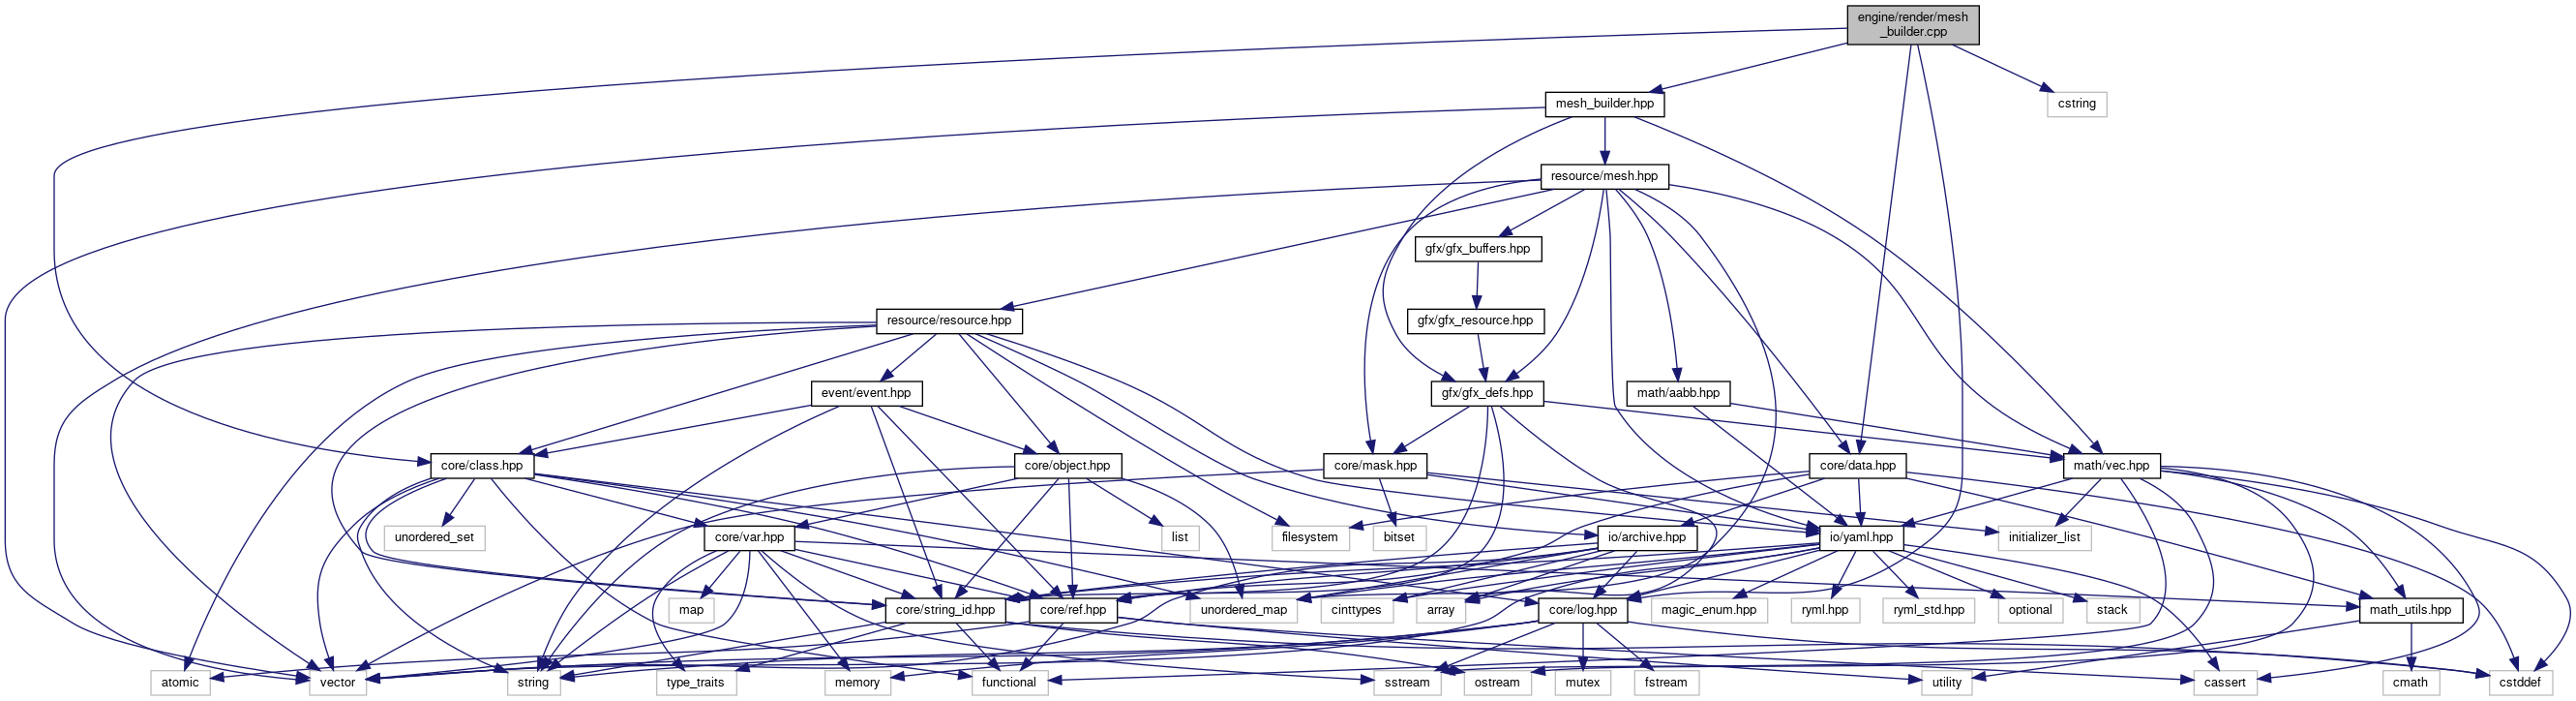 engine/render/mesh
_builder.cpp
mesh_builder.hpp
cstring
resource/mesh.hpp
gfx/gfx_buffers.hpp
resource/resource.hpp
gfx/gfx_resource.hpp
event/event.hpp
gfx/gfx_defs.hpp
math/aabb.hpp
core/class.hpp
core/object.hpp
core/mask.hpp
core/data.hpp
math/vec.hpp
unordered_set
core/var.hpp
list
filesystem
bitset
io/archive.hpp
io/yaml.hpp
initializer_list
map
core/string_id.hpp
core/ref.hpp
unordered_map
cinttypes
array
core/log.hpp
magic_enum.hpp
ryml.hpp
ryml_std.hpp
optional
stack
math_utils.hpp
atomic
vector
string
type_traits
memory
functional
sstream
ostream
mutex
fstream
utility
cassert
cmath
cstddef